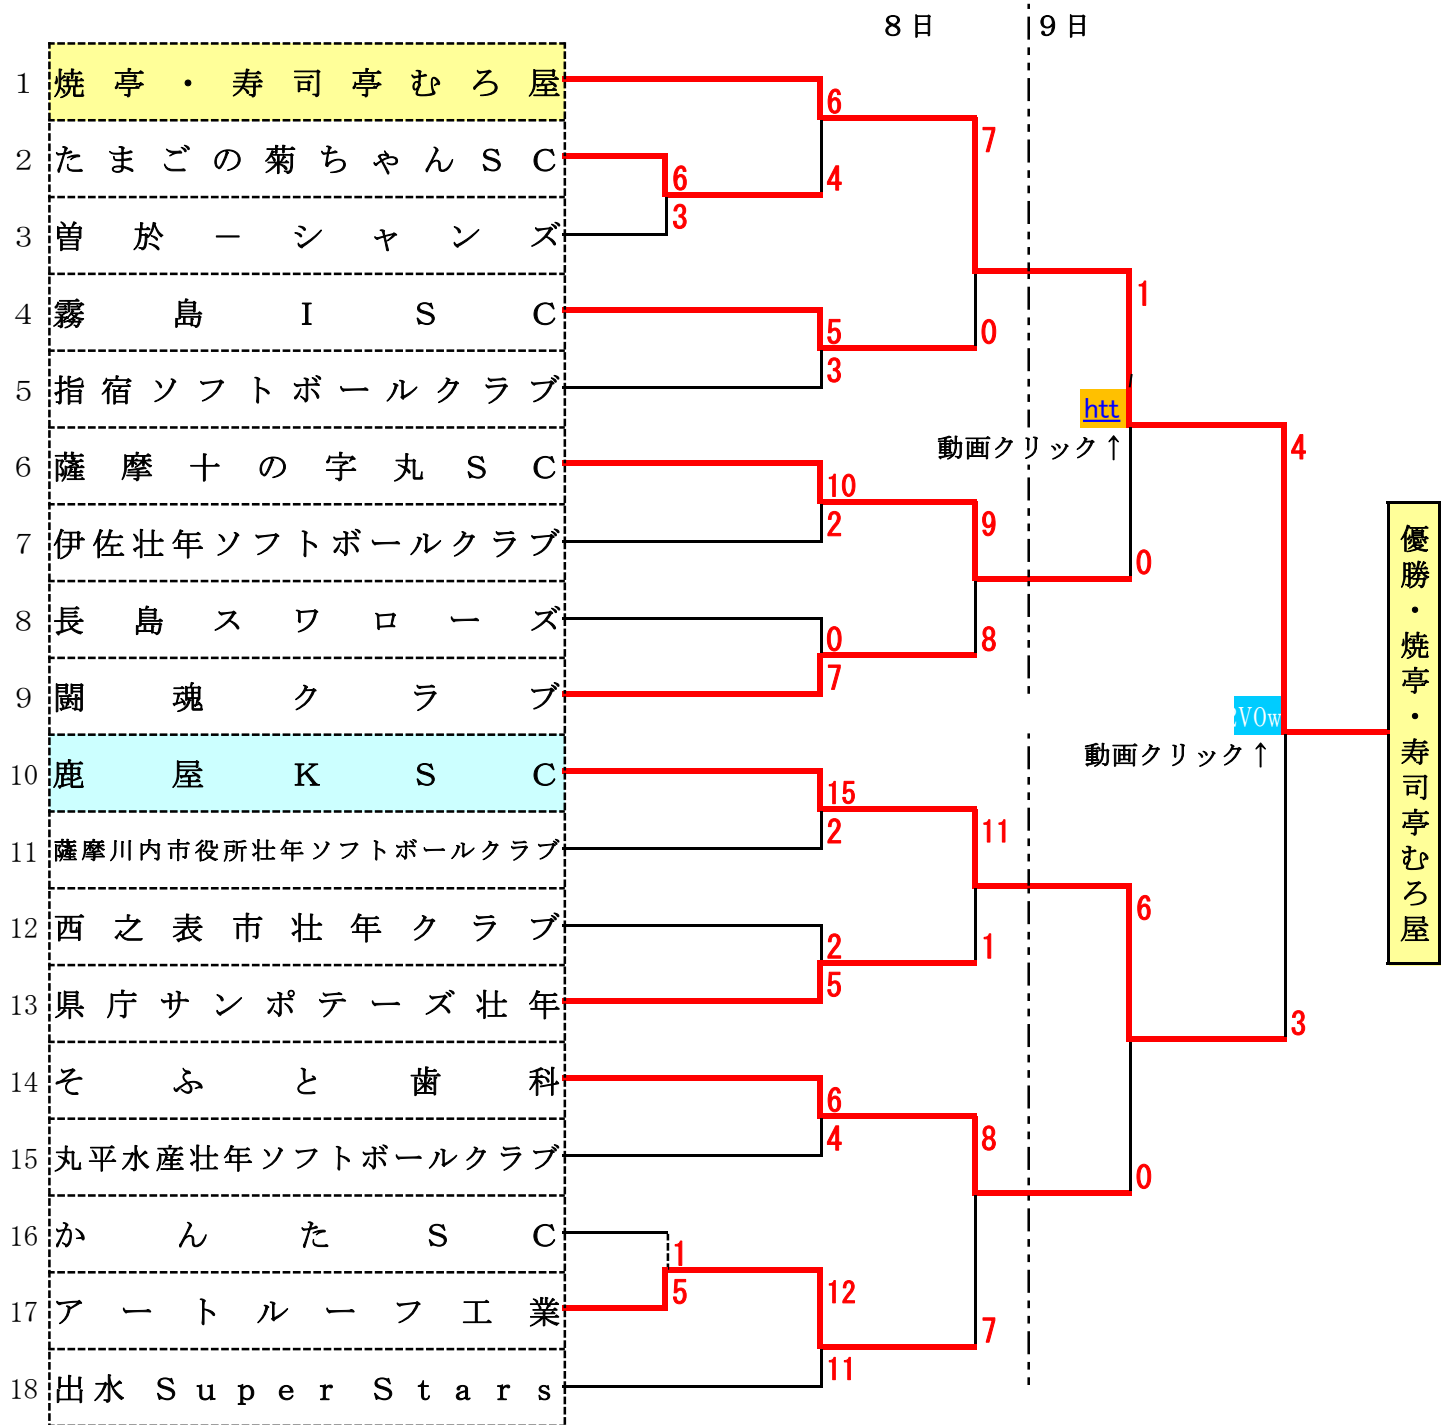 8日
9日
1 焼亭・寿司亭むろ屋
2 たまごの菊ちゃんSC
3 曽於－シャンズ
4 霧島ISC
5 指宿ソフトボールクラブ
6 薩摩十の字丸SC
7 伊佐壮年ソフトボールクラブ
8 長島スワローズ
9 闘魂クラブ
10 鹿屋KSC
11 薩摩川内市役所壮年ソフトボールクラブ
12 西之表市壮年クラブ
13 県庁サンポテーズ壮年
14 そふと歯科
15 丸平水産壮年ソフトボールクラブ
16 かんたSC
17 アートルーフ工業
18 出水 Super Stars
6
3
6
4
5
3
10
2
0
7
15
2
2
5
6
4
1
5
12
11
7
0
9
8
11
1
8
7
1
0
6
0
4
3
htt
動画クリック↑
VOw
動画クリック↑
優勝・焼亭・寿司亭むろ屋